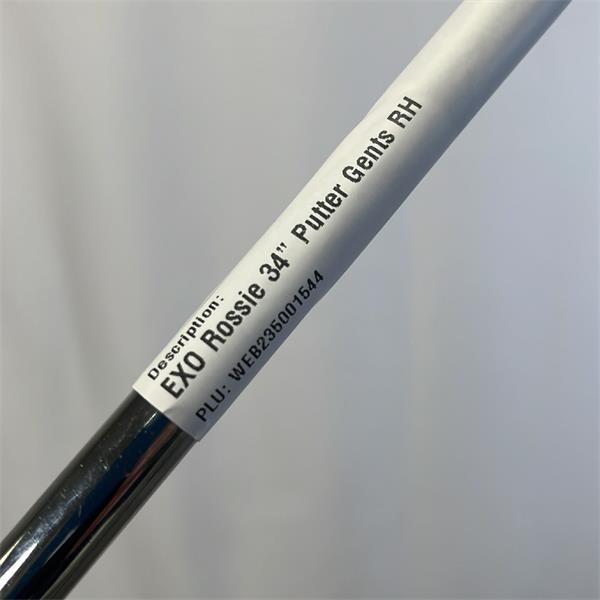 Description:
EXO Rossie 34" Putter Gents RH
PLU: WEB235001544